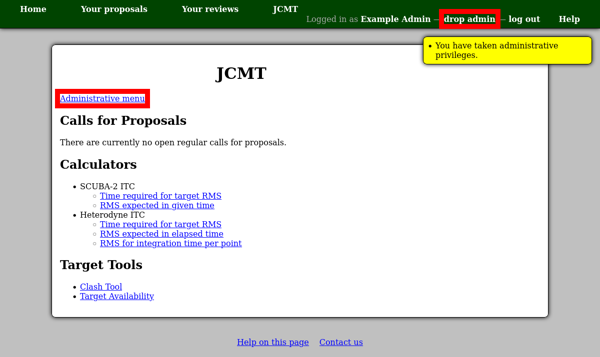 Home Your proposals Your reviews JCMT
Logged in as Example Admin — drop admin — log out Help
You have taken administrative
privileges.
JCMT
Administrative menu
Calls for Proposals
There are currently no open regular calls for proposals.
Calculators
SCUBA-2 ITC
Time required for target RMS
RMS expected in given time
Heterodyne ITC
Time required for target RMS
RMS expected in elapsed time
RMS for integration time per point
Target Tools
Clash Tool
Target Availability
Help on this page Contact us